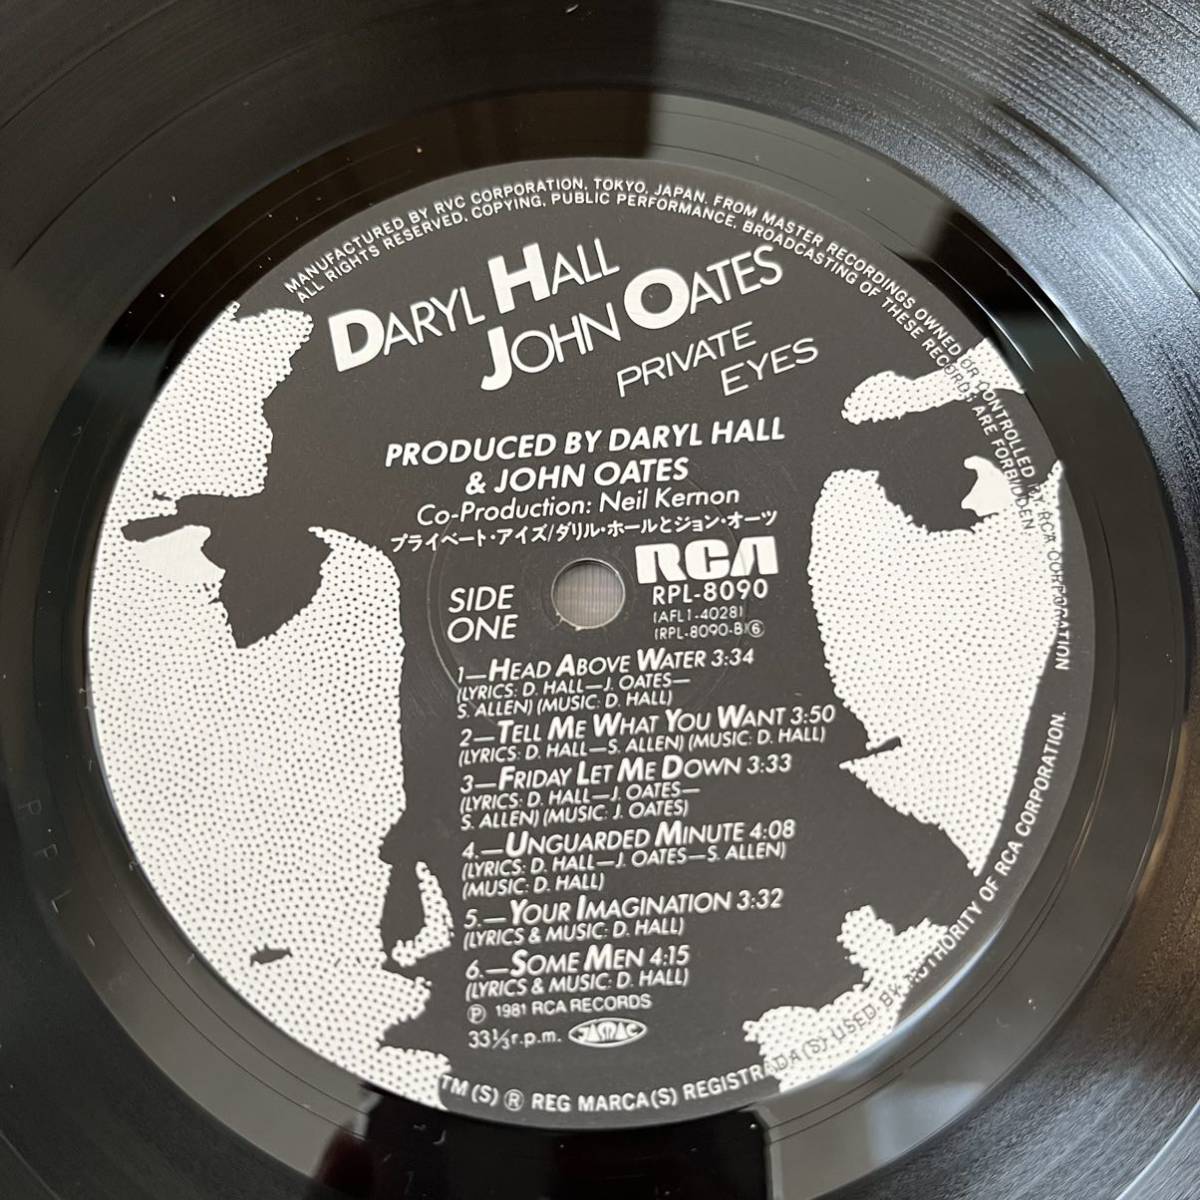 MANUFACTURED BY RVC CORPORATION, TOKYO, JAPAN, FROM MASTER RECORDINGS OWNED OR CONTROLLED BY RCA CORPORATION
ALL RIGHTS RESERVED. COPYING, PUBLIC PERFORMANCE, BROADCASTING OF THESE RECORDS ARE FORBIDDEN
DARYL HALL
JOHN OATES
PRIVATE
EYES
PRODUCED BY DARYL HALL
& JOHN OATES
Co-Production: Neil Kernon
プライベート・アイズ/ダリル・ホールとジョン・オーツ
RCA
SIDE
ONE
RPL-8090
(AFL1-4028)
(RPL-8090-B)⑥
1—HEAD ABOVE WATER 3:34
(LYRICS: D. HALL—J. OATES—
S. ALLEN) (MUSIC: D. HALL)
2—TELL ME WHAT YOU WANT 3:50
(LYRICS: D. HALL—S. ALLEN) (MUSIC: D. HALL)
3—FRIDAY LET ME DOWN 3:33
(LYRICS: D. HALL—J. OATES—
S. ALLEN) (MUSIC: J. OATES)
4.—UNGUARDED MINUTE 4:08
(LYRICS: D. HALL—J. OATES—S. ALLEN)
(MUSIC: D. HALL)
5.—YOUR IMAGINATION 3:32
(LYRICS & MUSIC: D. HALL)
6.—SOME MEN 4:15
(LYRICS & MUSIC: D. HALL)
℗ 1981 RCA RECORDS
33⅓ r.p.m. JASRAC
TM (S) ® REG MARCA(S) REGISTRADA(S) USED BY AUTHORITY OF RCA CORPORATION.